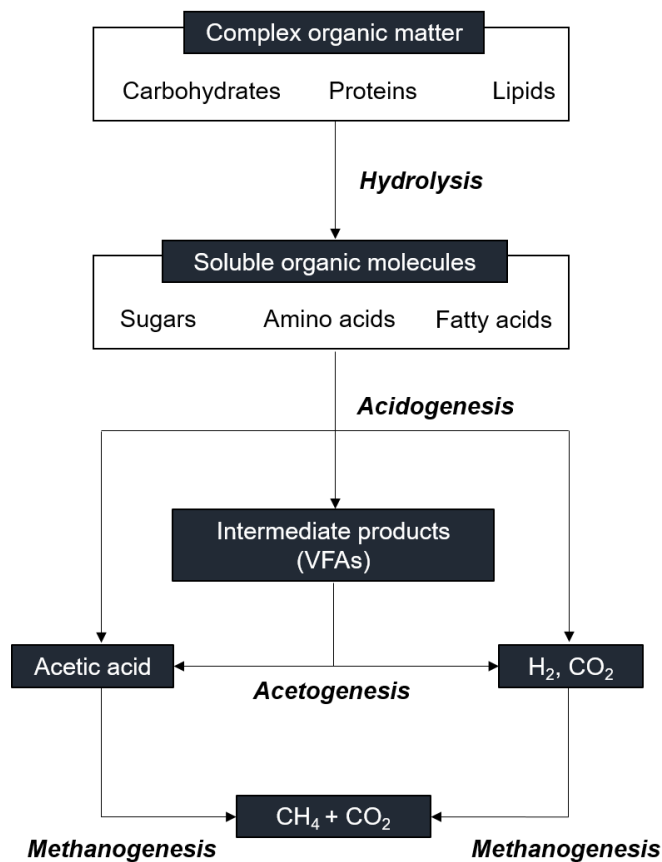 Complex organic matter
Carbohydrates Proteins Lipids
Hydrolysis
Soluble organic molecules
Sugars Amino acids Fatty acids
Acidogenesis
Intermediate products
(VFAs)
Acetic acid
H₂, CO₂
Acetogenesis
CH₄ + CO₂
Methanogenesis
Methanogenesis